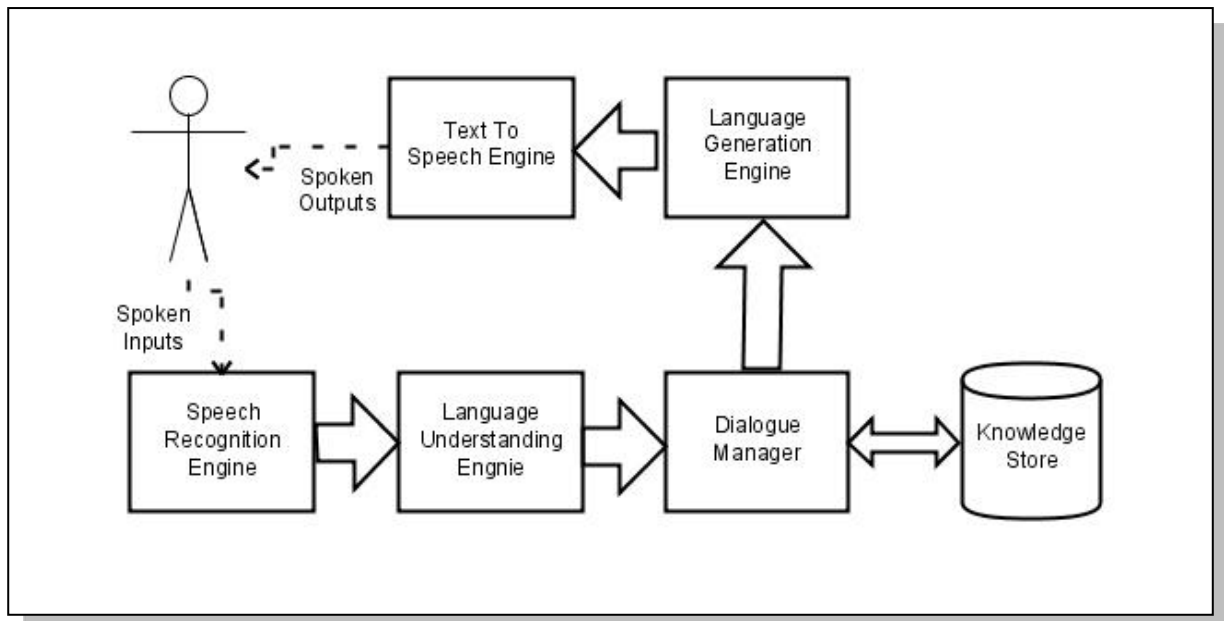 Text To
Speech Engine
Language
Generation
Engine
Spoken
Outputs
Spoken
Inputs
Speech
Recognition
Engine
Language
Understanding
Engnie
Dialogue
Manager
Knowledge
Store